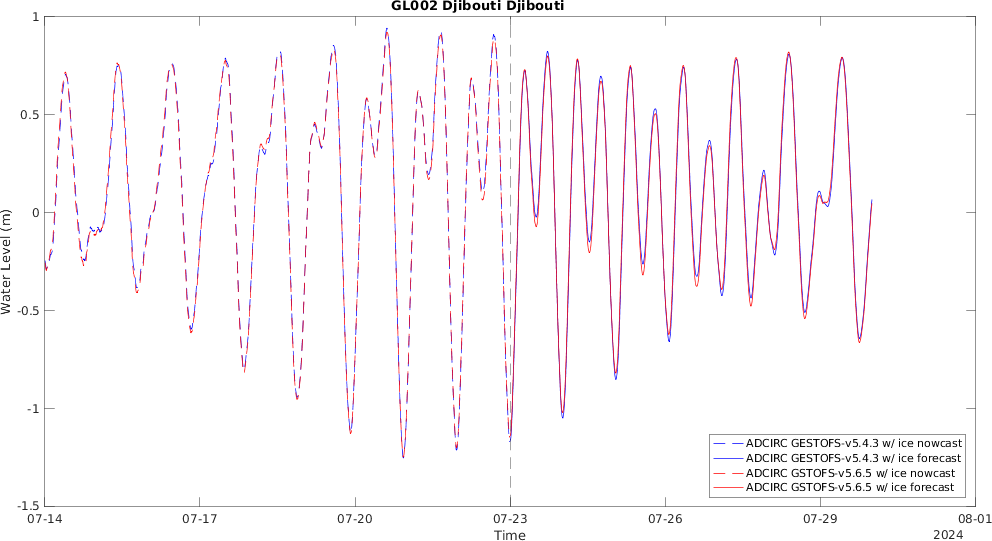 GL002 Djibouti Djibouti
1
0.5
0
-0.5
-1
-1.5
Water Level (m)
07-14
07-17
07-20
07-23
07-26
07-29
08-01
Time
2024
ADCIRC GESTOFS-v5.4.3 w/ ice nowcast
ADCIRC GESTOFS-v5.4.3 w/ ice forecast
ADCIRC GSTOFS-v5.6.5 w/ ice nowcast
ADCIRC GSTOFS-v5.6.5 w/ ice forecast